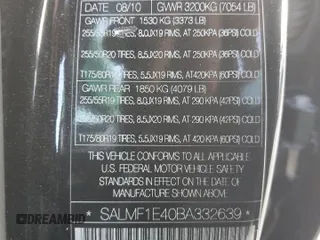 DATE: 08/10 GVWR 3200KG (7054 LB)
GAWR FRONT 1530 KG (3373 LB)
255/55R19 TIRES, 8.0JX19 RIMS, AT 250KPA (36PSI) COLD
255/50R20 TIRES, 8.5JX20 RIMS, AT 250KPA (36PSI) COLD
T175/80R19 TIRES, 5.5JX19 RIMS, AT 420KPA (60PSI) COLD
GAWR REAR 1850 KG (4079 LB)
255/55R19 TIRES, 8.0JX19 RIMS, AT 290 KPA (42PSI) COLD
255/50R20 TIRES, 8.5JX20 RIMS, AT 290 KPA (42PSI) COLD
T175/80R19 TIRES, 5.5JX19 RIMS, AT 420 KPA (60PSI) COLD
THIS VEHICLE CONFORMS TO ALL APPLICABLE
U.S. FEDERAL MOTOR VEHICLE SAFETY
STANDARDS IN EFFECT ON THE DATE OF
MANUFACTURE SHOWN ABOVE
* SALMF1E40BA332639 *
DREAMBID